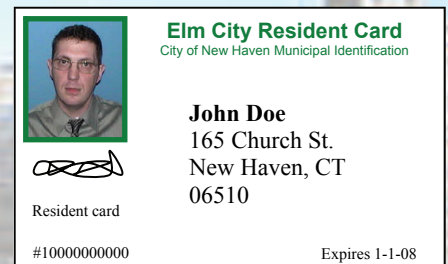 Elm City Resident Card
City of New Haven Municipal Identification
John Doe
165 Church St.
New Haven, CT
06510
Resident card
#10000000000
Expires 1-1-08